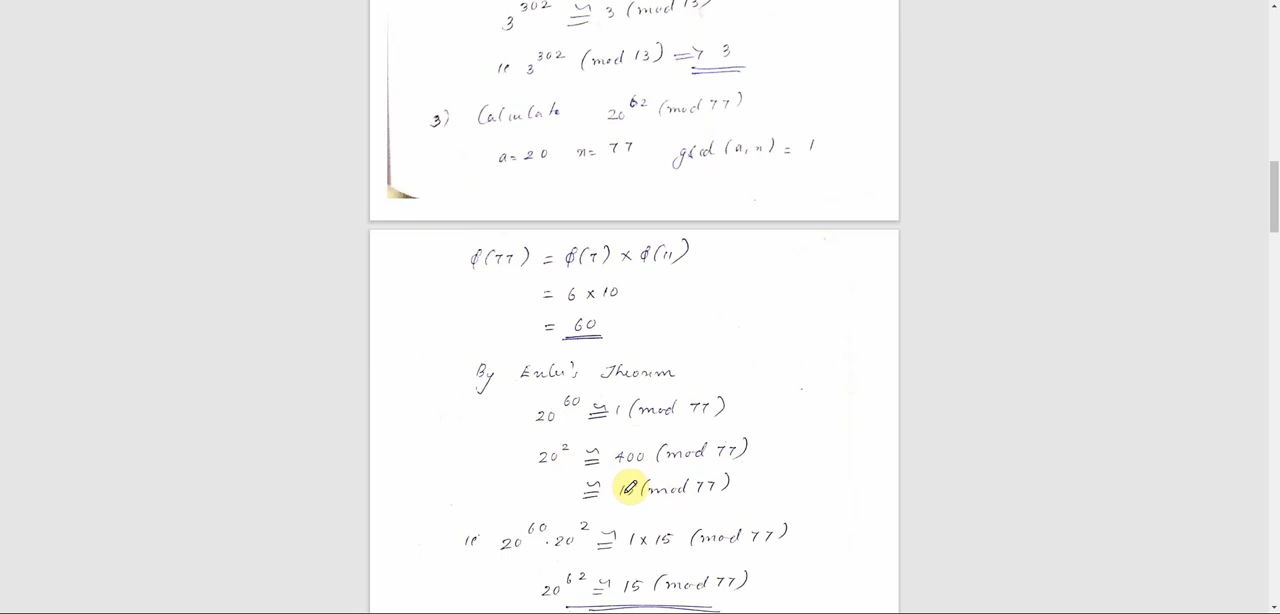 3^302 ≅ 3 (mod 13)
ie 3^302 (mod 13) => 3
3) Calculate 20^62 (mod 77)
a = 20 n = 77 gcd (a, n) = 1
φ(77) = φ(7) × φ(11)
= 6 × 10
= 60
By Euler's Theorem
20^60 ≅ 1 (mod 77)
20^2 ≅ 400 (mod 77)
≅ (mod 77)
ie 20^60 . 20^2 ≅ 1 × 15 (mod 77)
20^62 ≅ 15 (mod 77)